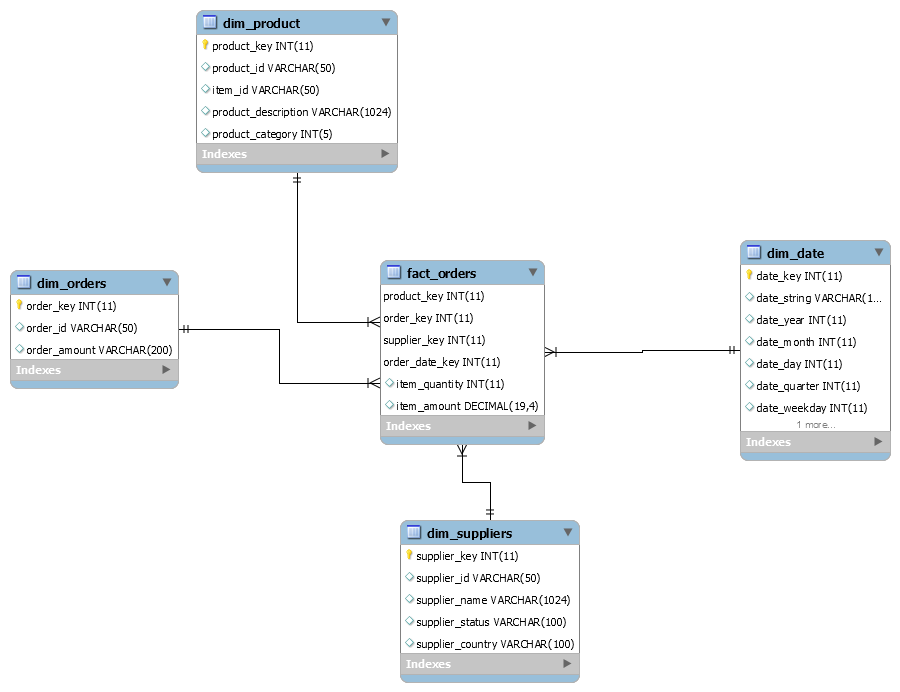 dim_product
product_key INT(11)
product_id VARCHAR(50)
item_id VARCHAR(50)
product_description VARCHAR(1024)
product_category INT(5)
Indexes
dim_orders
order_key INT(11)
order_id VARCHAR(50)
order_amount VARCHAR(200)
Indexes
fact_orders
product_key INT(11)
order_key INT(11)
supplier_key INT(11)
order_date_key INT(11)
item_quantity INT(11)
item_amount DECIMAL(19,4)
Indexes
dim_date
date_key INT(11)
date_string VARCHAR(1...
date_year INT(11)
date_month INT(11)
date_day INT(11)
date_quarter INT(11)
date_weekday INT(11)
1 more...
Indexes
dim_suppliers
supplier_key INT(11)
supplier_id VARCHAR(50)
supplier_name VARCHAR(1024)
supplier_status VARCHAR(100)
supplier_country VARCHAR(100)
Indexes